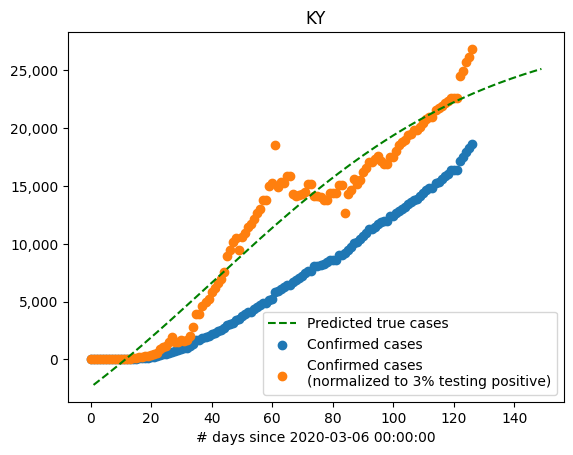 KY
25,000
20,000
15,000
10,000
5,000
0
Predicted true cases
Confirmed cases
Confirmed cases
(normalized to 3% testing positive)
0 20 40 60 80 100 120 140
# days since 2020-03-06 00:00:00